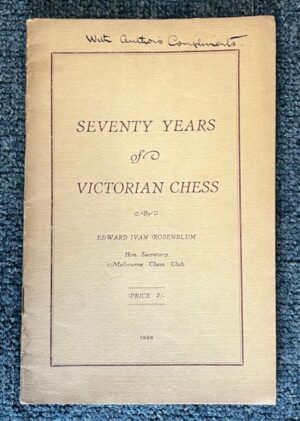 With Author's Compliments.
SEVENTY YEARS
of
VICTORIAN CHESS
By
EDWARD IVAN ROSENBLUM
Hon. Secretary
Melbourne Chess Club.
PRICE 2/-
1926